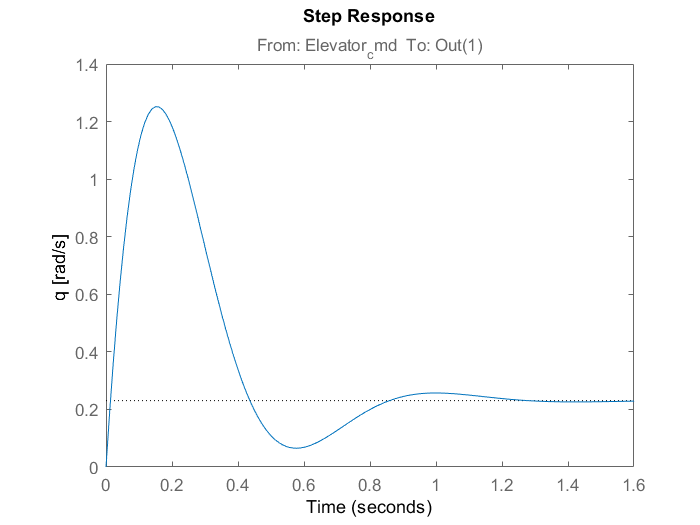 Step Response
From: Elevator_cmd To: Out(1)
1.4
1.2
1
0.8
0.6
0.4
0.2
0
q [rad/s]
0 0.2 0.4 0.6 0.8 1 1.2 1.4 1.6
Time (seconds)